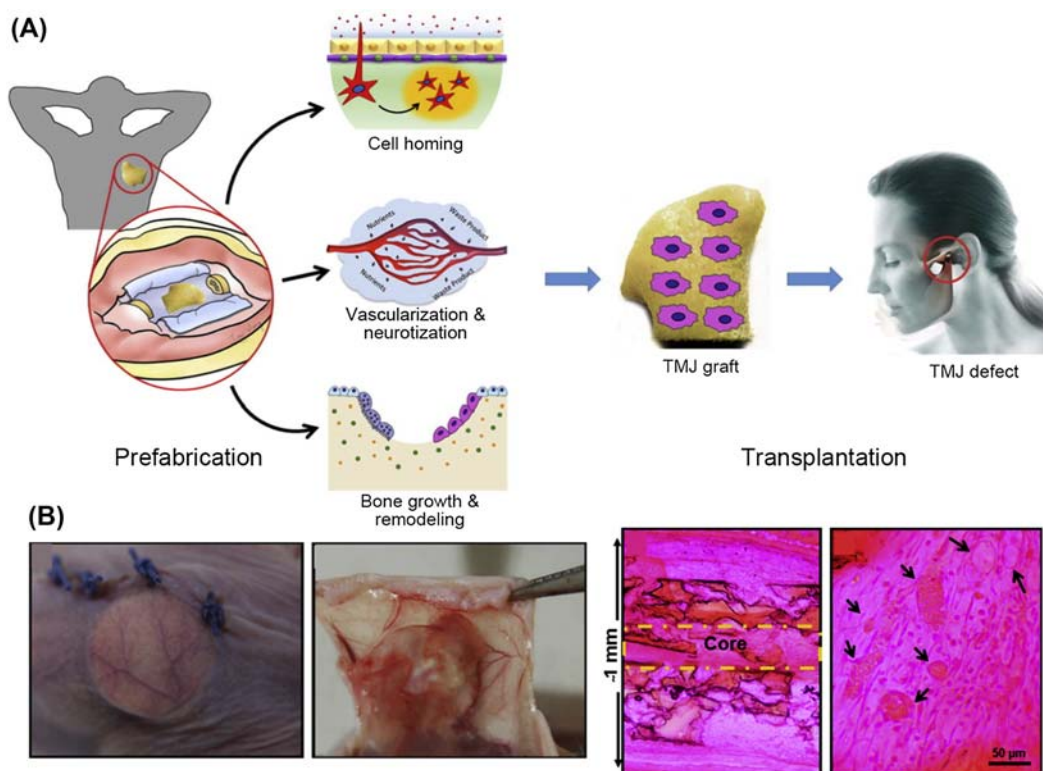 (A)
Cell homing
Nutrients
Waste Product
Nutrients
Waste Product
Vascularization &
neurotization
TMJ graft
TMJ defect
Bone growth &
remodeling
Prefabrication
Transplantation
(B)
~1 mm
Core
50 µm